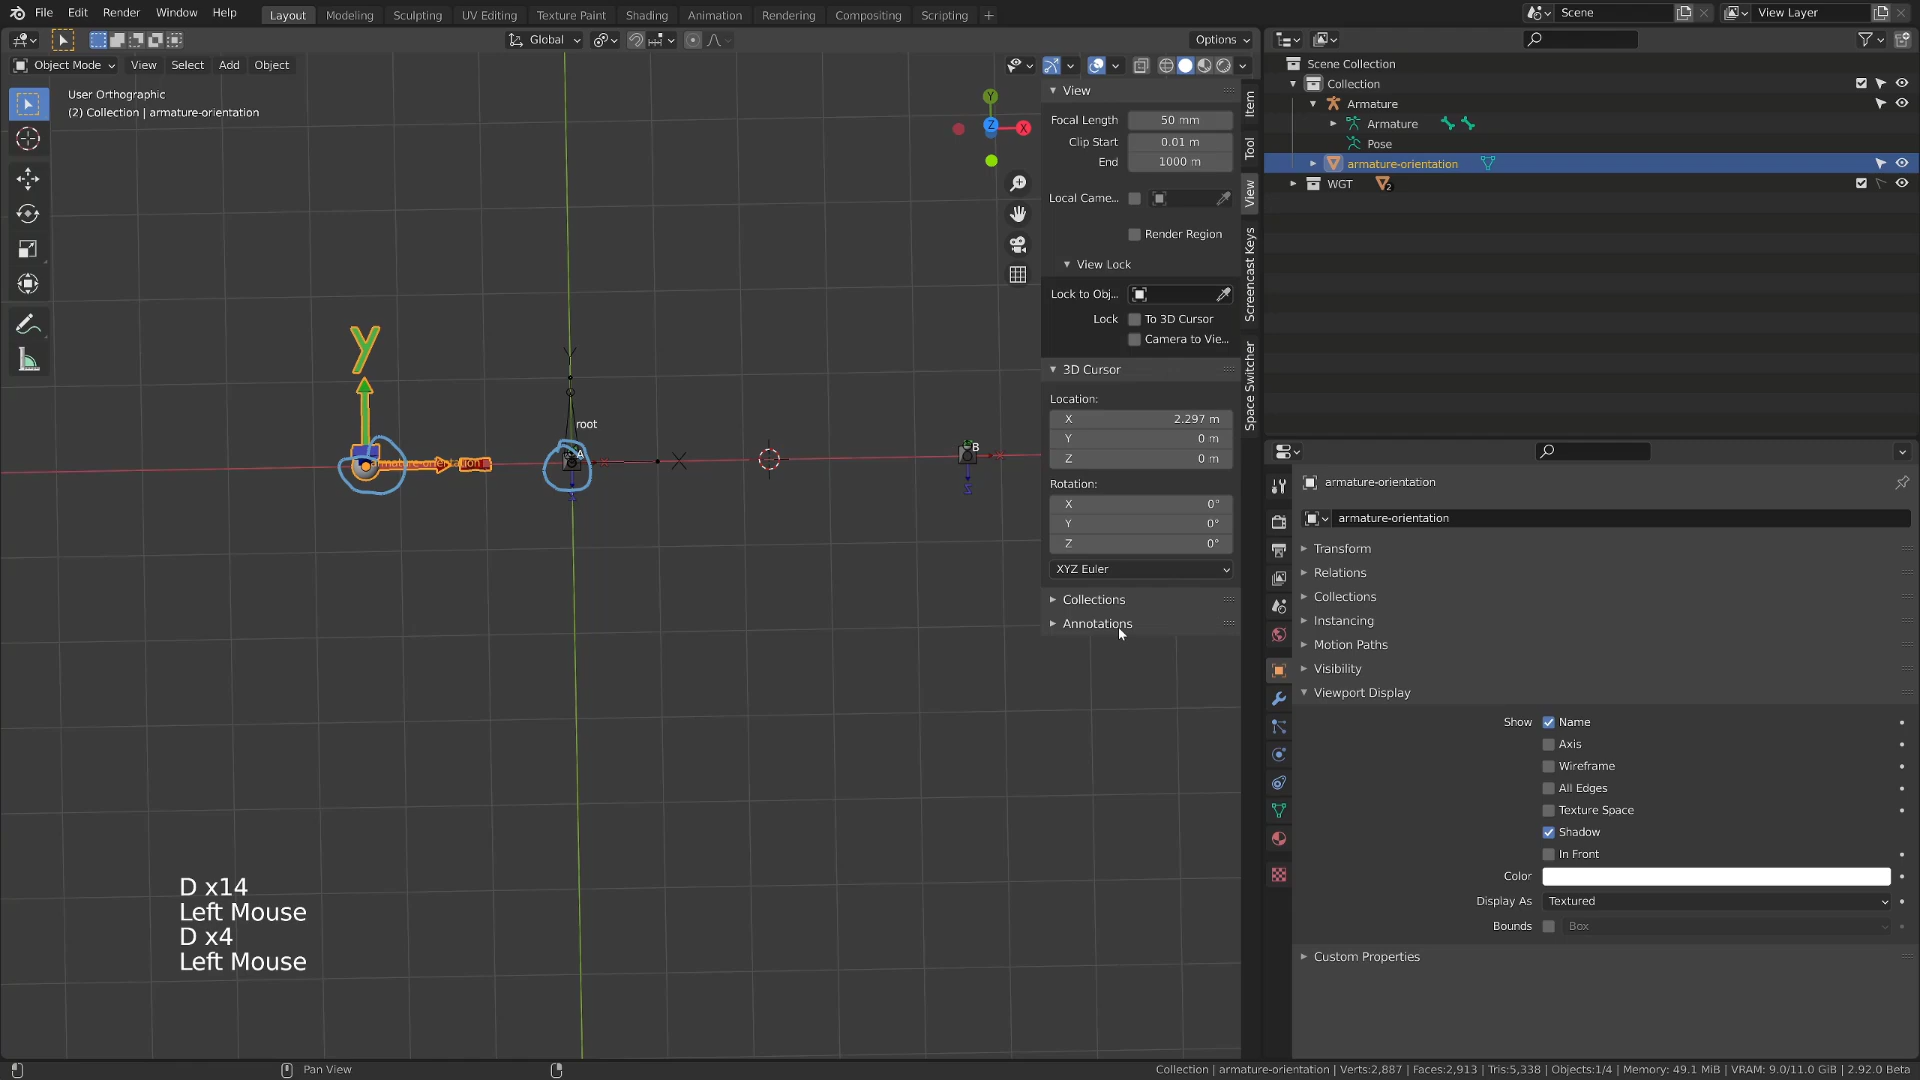 File Edit Render Window Help
Layout Modeling Sculpting UV Editing Texture Paint Shading Animation Rendering Compositing Scripting +
Scene
View Layer
Global
Options
Object Mode View Select Add Object
User Orthographic
(2) Collection | armature-orientation
Y
Z
X
y
Y
root
A
armature-orientation
B
Z
View
Focal Length 50 mm
Clip Start 0.01 m
End 1000 m
Local Came...
Render Region
View Lock
Lock to Obj...
Lock To 3D Cursor
Camera to Vie...
3D Cursor
Location:
X 2.297 m
Y 0 m
Z 0 m
Rotation:
X 0°
Y 0°
Z 0°
XYZ Euler
Collections
Annotations
Item
Tool
View
Screencast Keys
Space Switcher
Scene Collection
Collection
Armature
Armature
Pose
armature-orientation
WGT 2
armature-orientation
armature-orientation
Transform
Relations
Collections
Instancing
Motion Paths
Visibility
Viewport Display
Show Name
Axis
Wireframe
All Edges
Texture Space
Shadow
In Front
Color
Display As Textured
Bounds Box
Custom Properties
D x14
Left Mouse
D x4
Left Mouse
Pan View
Collection | armature-orientation | Verts:2,887 | Faces:2,913 | Tris:5,338 | Objects:1/4 | Memory: 49.1 MiB | VRAM: 9.0/11.0 GiB | 2.92.0 Beta